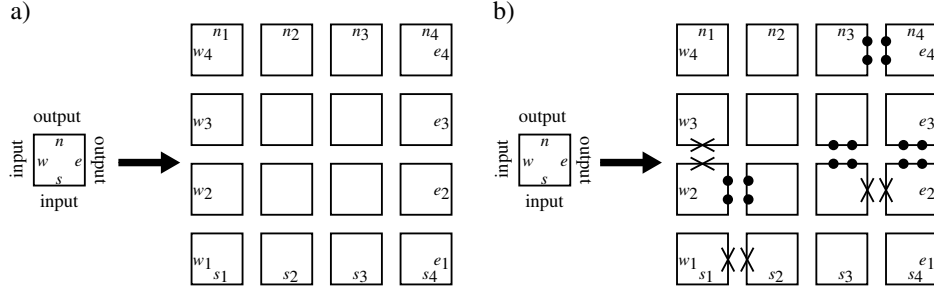 a)
n1 n2 n3 n4
w4 e4
w3 e3
output
input w n e s output
input
w2 e2
w1 e1
s1 s2 s3 s4
b)
n1 n2 n3 n4
w4 e4
w3 e3
output
input w n e s output
input
w2 e2
w1 e1
s1 s2 s3 s4